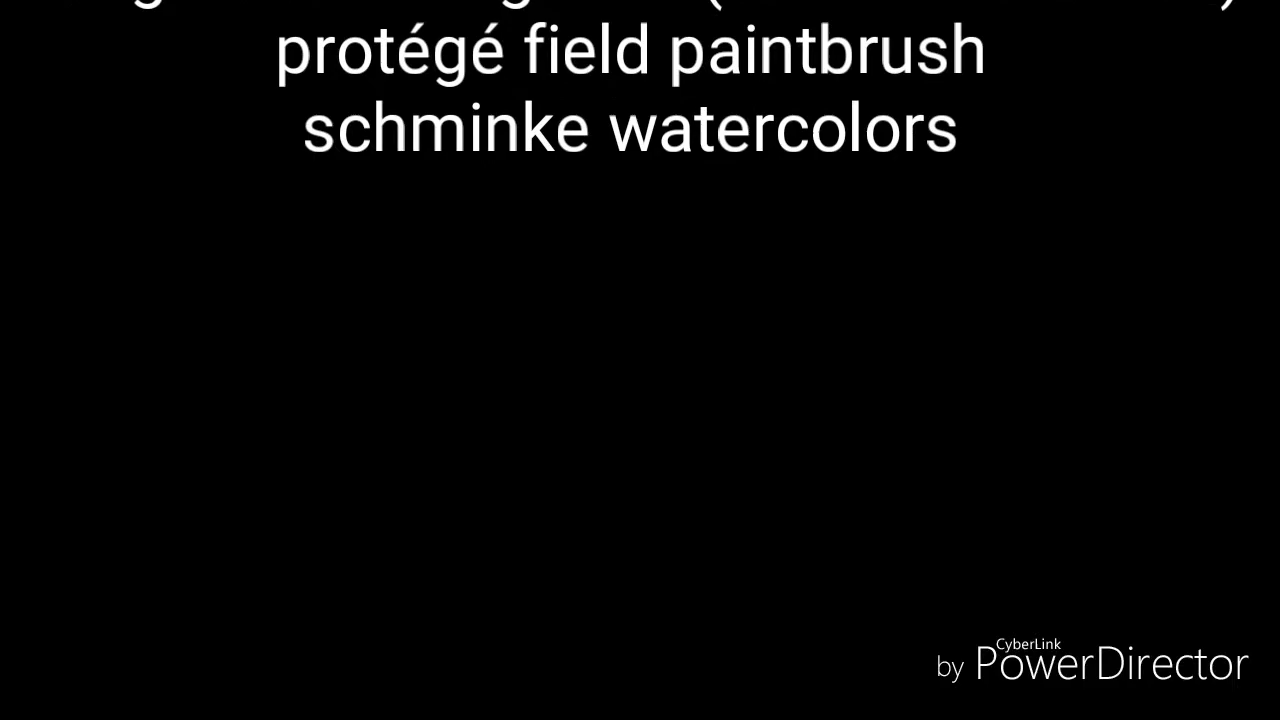 protégé field paintbrush
schminke watercolors
CyberLink
by PowerDirector